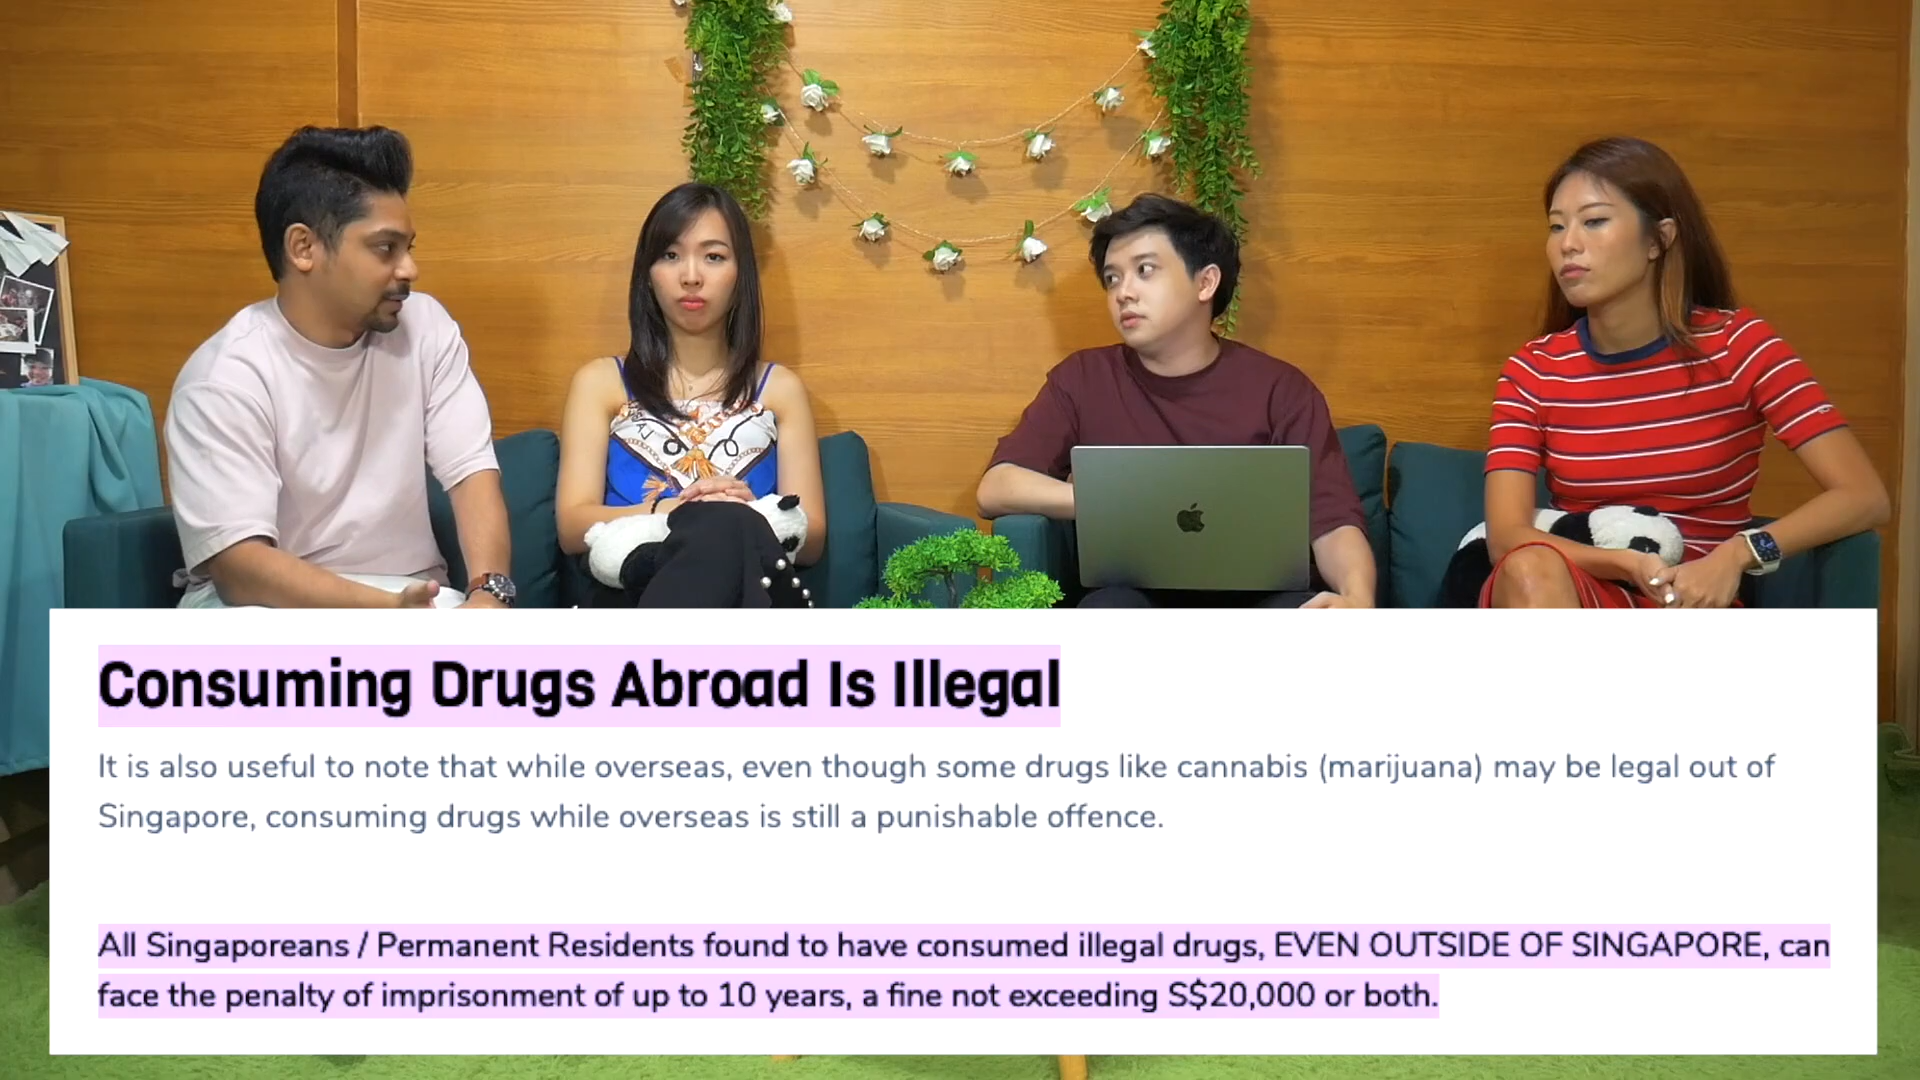 Consuming Drugs Abroad Is Illegal
It is also useful to note that while overseas, even though some drugs like cannabis (marijuana) may be legal out of
Singapore, consuming drugs while overseas is still a punishable offence.
All Singaporeans / Permanent Residents found to have consumed illegal drugs, EVEN OUTSIDE OF SINGAPORE, can
face the penalty of imprisonment of up to 10 years, a fine not exceeding S$20,000 or both.